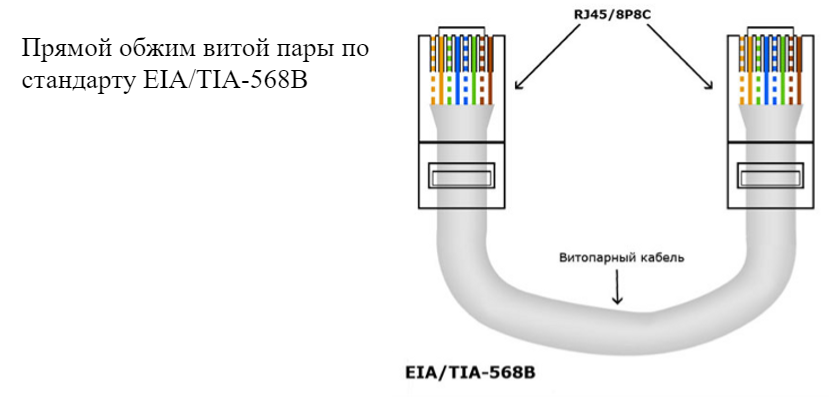 Прямой обжим витой пары по
стандарту EIA/TIA-568B
RJ45/8P8C
Витопарный кабель
EIA/TIA-568B